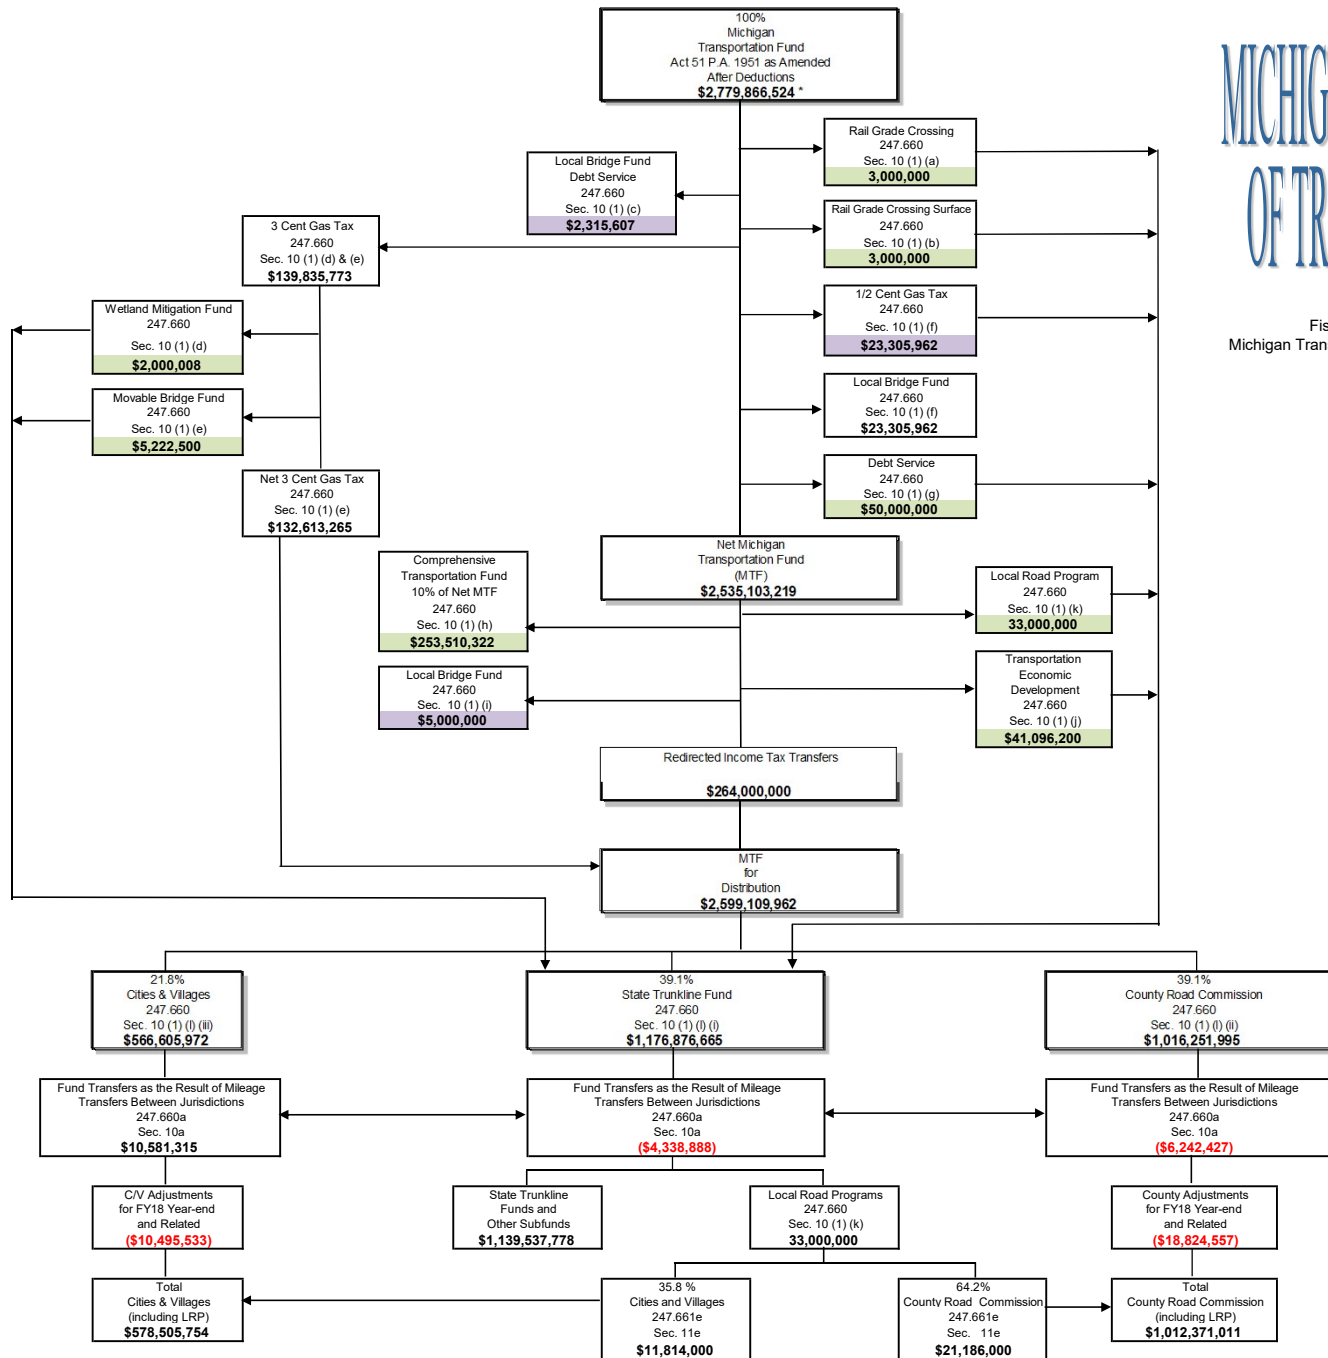 100%
Michigan
Transportation Fund
Act 51 P.A. 1951 as Amended
After Deductions
$2,779,866,524 *
MICHIG
OF TR
Fis
Michigan Trans
Rail Grade Crossing
247.660
Sec. 10 (1) (a)
3,000,000
Local Bridge Fund
Debt Service
247.660
Sec. 10 (1) (c)
$2,315,607
Rail Grade Crossing Surface
247.660
Sec. 10 (1) (b)
3,000,000
3 Cent Gas Tax
247.660
Sec. 10 (1) (d) & (e)
$139,835,773
1/2 Cent Gas Tax
247.660
Sec. 10 (1) (f)
$23,305,962
Wetland Mitigation Fund
247.660
Sec. 10 (1) (d)
$2,000,008
Local Bridge Fund
247.660
Sec. 10 (1) (f)
$23,305,962
Movable Bridge Fund
247.660
Sec. 10 (1) (e)
$5,222,500
Debt Service
247.660
Sec. 10 (1) (g)
$50,000,000
Net 3 Cent Gas Tax
247.660
Sec. 10 (1) (e)
$132,613,265
Net Michigan
Transportation Fund
(MTF)
$2,535,103,219
Comprehensive
Transportation Fund
10% of Net MTF
247.660
Sec. 10 (1) (h)
$253,510,322
Local Road Program
247.660
Sec. 10 (1) (k)
33,000,000
Local Bridge Fund
247.660
Sec. 10 (1) (i)
$5,000,000
Transportation
Economic
Development
247.660
Sec. 10 (1) (j)
$41,096,200
Redirected Income Tax Transfers
$264,000,000
MTF
for
Distribution
$2,599,109,962
21.8%
Cities & Villages
247.660
Sec. 10 (1) (l) (iii)
$566,605,972
39.1%
State Trunkline Fund
247.660
Sec. 10 (1) (l) (i)
$1,176,876,665
39.1%
County Road Commission
247.660
Sec. 10 (1) (l) (ii)
$1,016,251,995
Fund Transfers as the Result of Mileage
Transfers Between Jurisdictions
247.660a
Sec. 10a
$10,581,315
Fund Transfers as the Result of Mileage
Transfers Between Jurisdictions
247.660a
Sec. 10a
($4,338,888)
Fund Transfers as the Result of Mileage
Transfers Between Jurisdictions
247.660a
Sec. 10a
($6,242,427)
C/V Adjustments
for FY18 Year-end
and Related
($10,495,533)
State Trunkline
Funds and
Other Subfunds
$1,139,537,778
Local Road Programs
247.660
Sec. 10 (1) (k)
33,000,000
County Adjustments
for FY18 Year-end
and Related
($18,824,557)
Total
Cities & Villages
(including LRP)
$578,505,754
35.8 %
Cities and Villages
247.661e
Sec. 11e
$11,814,000
64.2%
County Road Commission
247.661e
Sec. 11e
$21,186,000
Total
County Road Commission
(including LRP)
$1,012,371,011